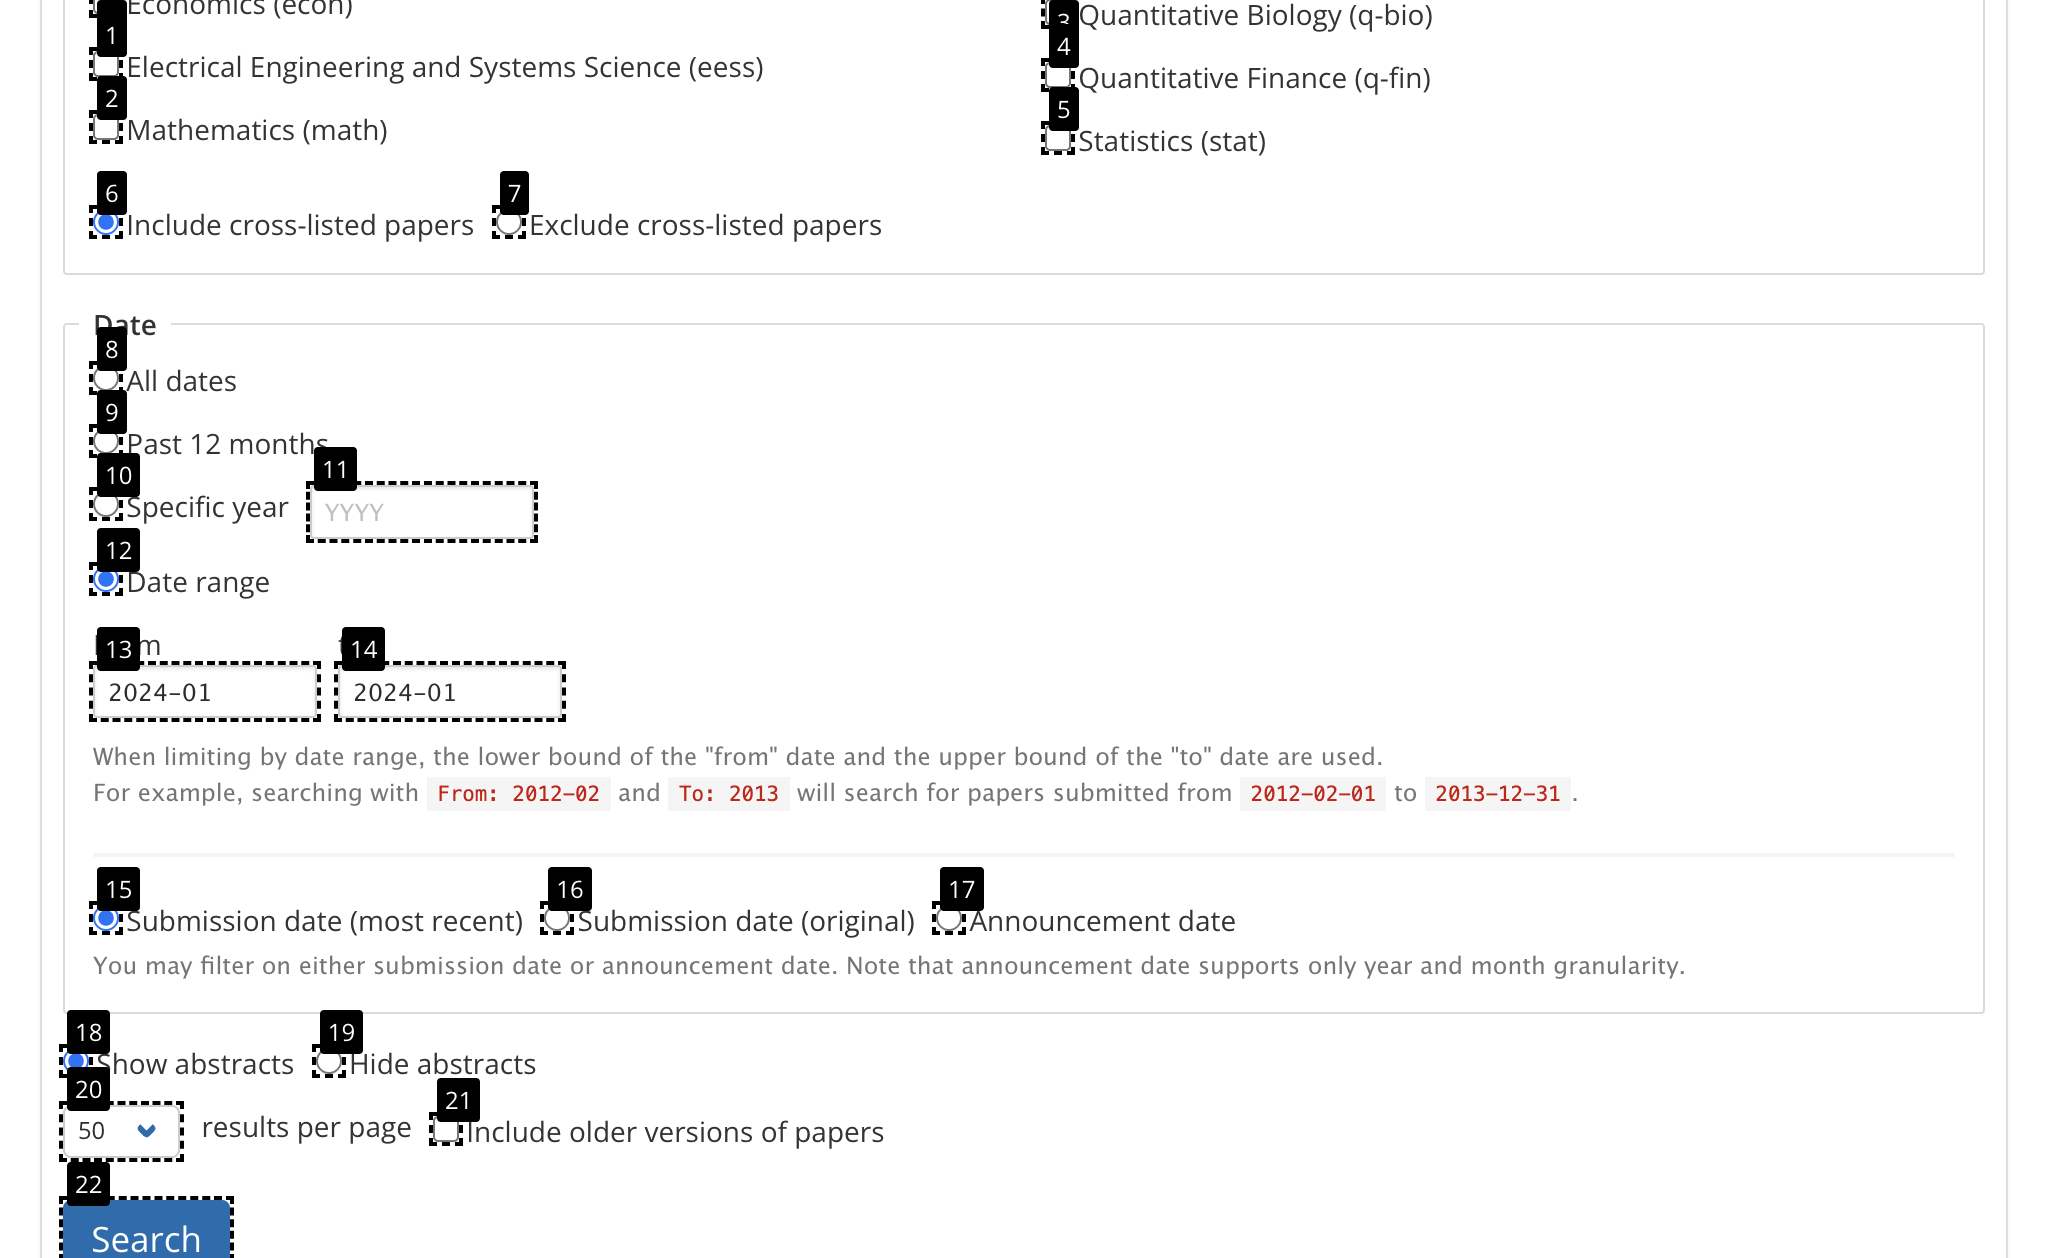 Economics (econ)
1
Electrical Engineering and Systems Science (eess)
2
Mathematics (math)
3
Quantitative Biology (q-bio)
4
Quantitative Finance (q-fin)
5
Statistics (stat)
6
Include cross-listed papers
7
Exclude cross-listed papers
Date
8
All dates
9
Past 12 months
10
Specific year
11
YYYY
12
Date range
13
2024-01
14
2024-01
When limiting by date range, the lower bound of the "from" date and the upper bound of the "to" date are used.
For example, searching with From: 2012-02 and To: 2013 will search for papers submitted from 2012-02-01 to 2013-12-31 .
15
Submission date (most recent)
16
Submission date (original)
17
Announcement date
You may filter on either submission date or announcement date. Note that announcement date supports only year and month granularity.
18
Show abstracts
19
Hide abstracts
20
50
results per page
21
Include older versions of papers
22
Search